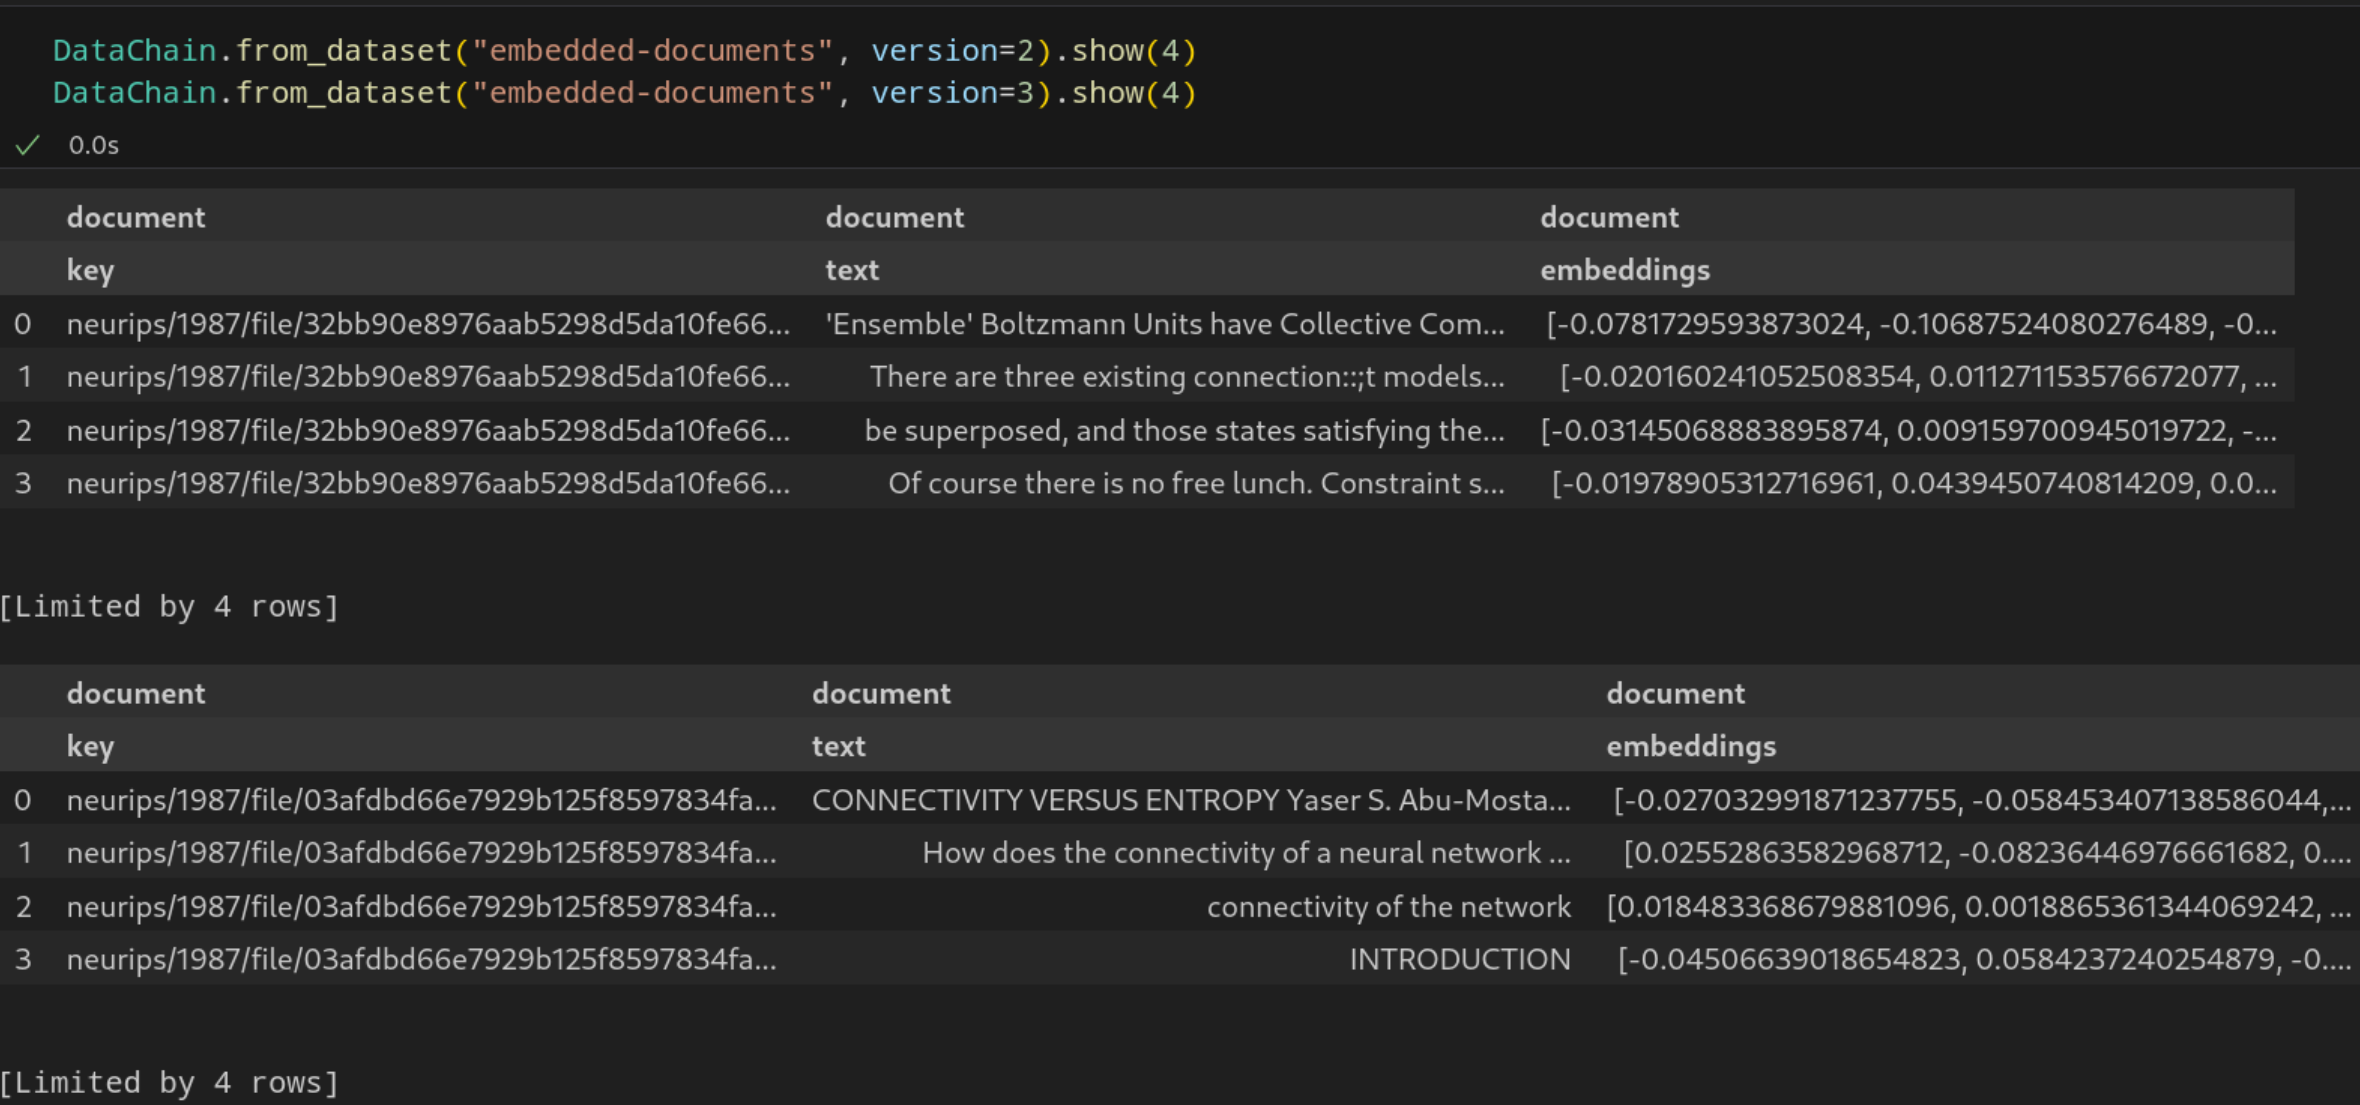 DataChain.from_dataset("embedded-documents", version=2).show(4)
DataChain.from_dataset("embedded-documents", version=3).show(4)
✓ 0.0s
document document document
key text embeddings
0 neurips/1987/file/32bb90e8976aab5298d5da10fe66... 'Ensemble' Boltzmann Units have Collective Com... [-0.0781729593873024, -0.10687524080276489, -0...
1 neurips/1987/file/32bb90e8976aab5298d5da10fe66... There are three existing connection::;t models... [-0.020160241052508354, 0.011271153576672077, ...
2 neurips/1987/file/32bb90e8976aab5298d5da10fe66... be superposed, and those states satisfying the... [-0.03145068883895874, 0.009159700945019722, -...
3 neurips/1987/file/32bb90e8976aab5298d5da10fe66... Of course there is no free lunch. Constraint s... [-0.01978905312716961, 0.0439450740814209, 0.0...
[Limited by 4 rows]
document document document
key text embeddings
0 neurips/1987/file/03afdbd66e7929b125f8597834fa... CONNECTIVITY VERSUS ENTROPY Yaser S. Abu-Mosta... [-0.027032991871237755, -0.058453407138586044,...
1 neurips/1987/file/03afdbd66e7929b125f8597834fa... How does the connectivity of a neural network ... [0.02552863582968712, -0.08236446976661682, 0....
2 neurips/1987/file/03afdbd66e7929b125f8597834fa... connectivity of the network [0.018483368679881096, 0.0018865361344069242, ...
3 neurips/1987/file/03afdbd66e7929b125f8597834fa... INTRODUCTION [-0.04506639018654823, 0.0584237240254879, -0....
[Limited by 4 rows]